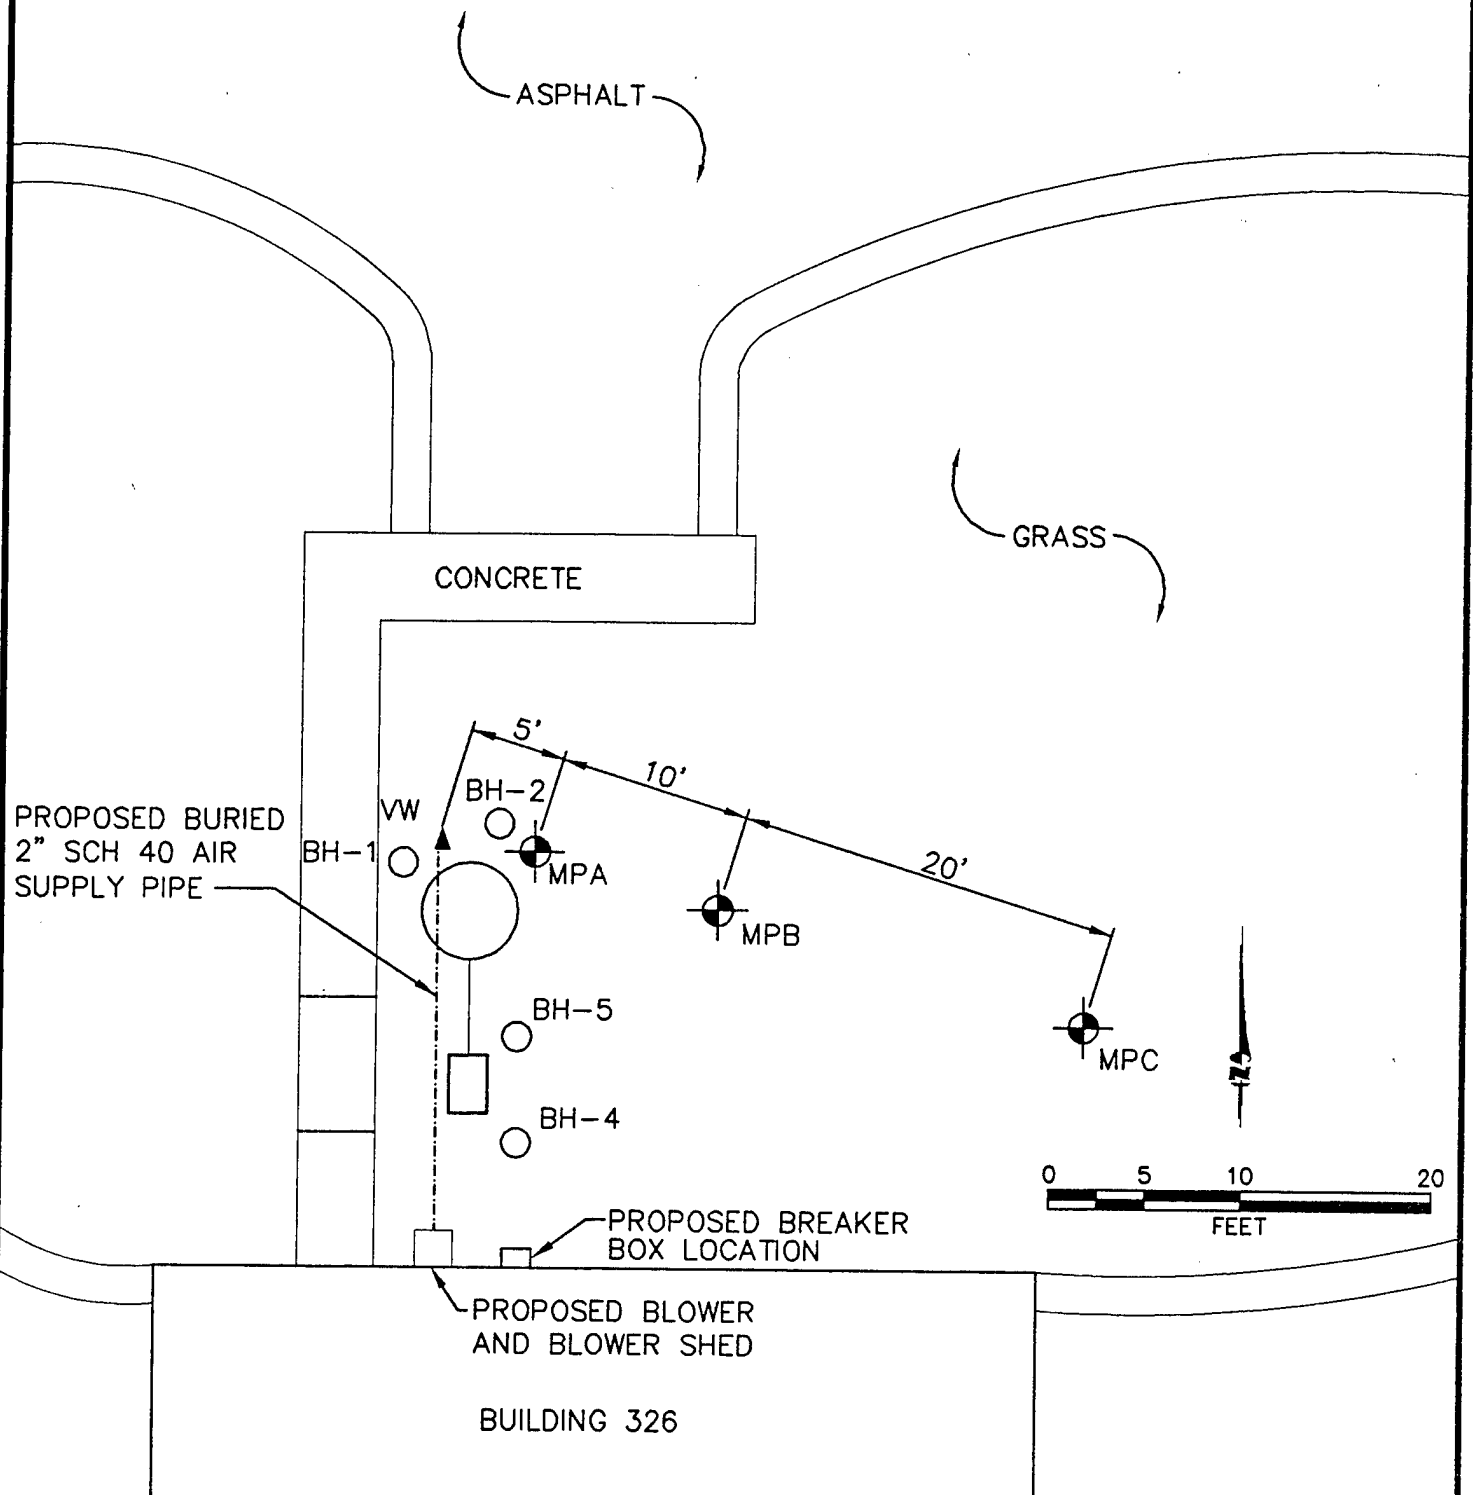 ASPHALT
GRASS
CONCRETE
5'
10'
20'
BH-2
VW
BH-1
MPA
MPB
MPC
PROPOSED BURIED
2" SCH 40 AIR
SUPPLY PIPE
BH-5
BH-4
N
0 5 10 20
FEET
PROPOSED BREAKER
BOX LOCATION
PROPOSED BLOWER
AND BLOWER SHED
BUILDING 326